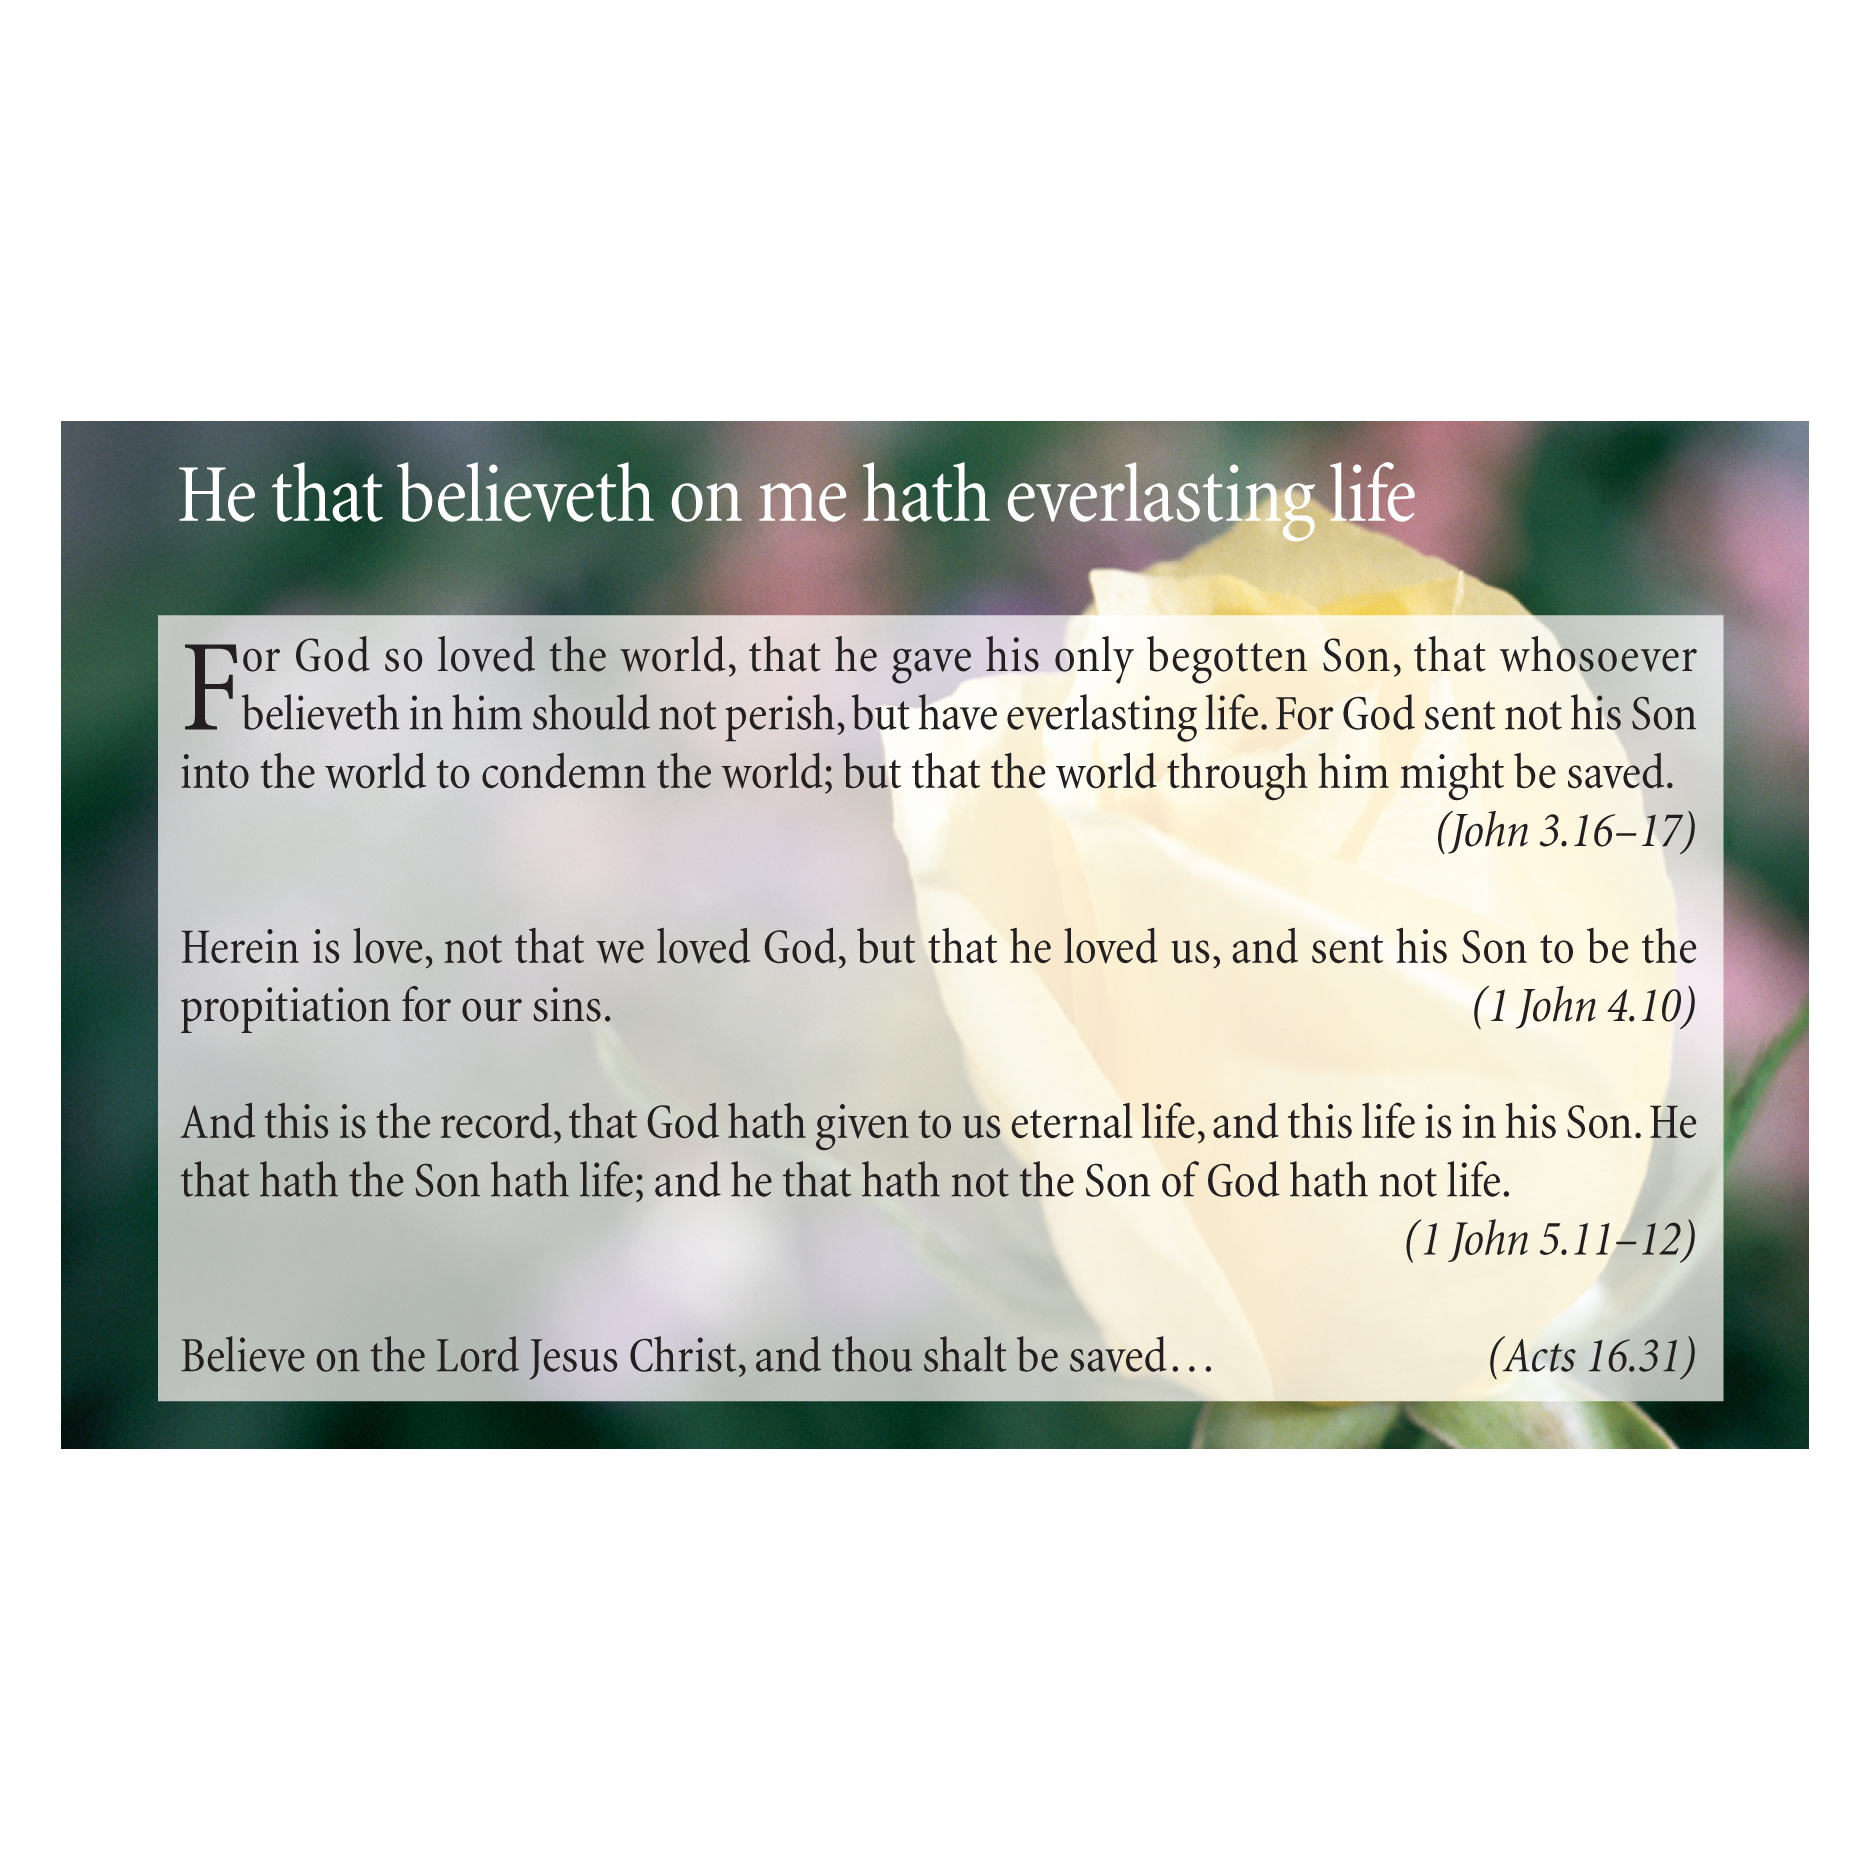 He that believeth on me hath everlasting life
For God so loved the world, that he gave his only begotten Son, that whosoever
believeth in him should not perish, but have everlasting life. For God sent not his Son
into the world to condemn the world; but that the world through him might be saved.
(John 3.16–17)
Herein is love, not that we loved God, but that he loved us, and sent his Son to be the
propitiation for our sins. (1 John 4.10)
And this is the record, that God hath given to us eternal life, and this life is in his Son. He
that hath the Son hath life; and he that hath not the Son of God hath not life.
(1 John 5.11–12)
Believe on the Lord Jesus Christ, and thou shalt be saved… (Acts 16.31)